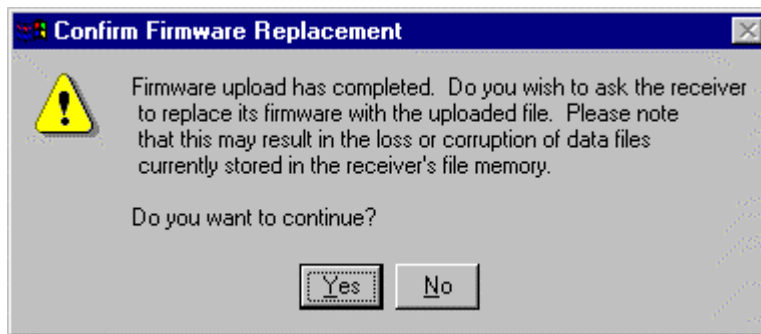 Confirm Firmware Replacement
Firmware upload has completed. Do you wish to ask the receiver
to replace its firmware with the uploaded file. Please note
that this may result in the loss or corruption of data files
currently stored in the receiver's file memory.
Do you want to continue?
Yes No